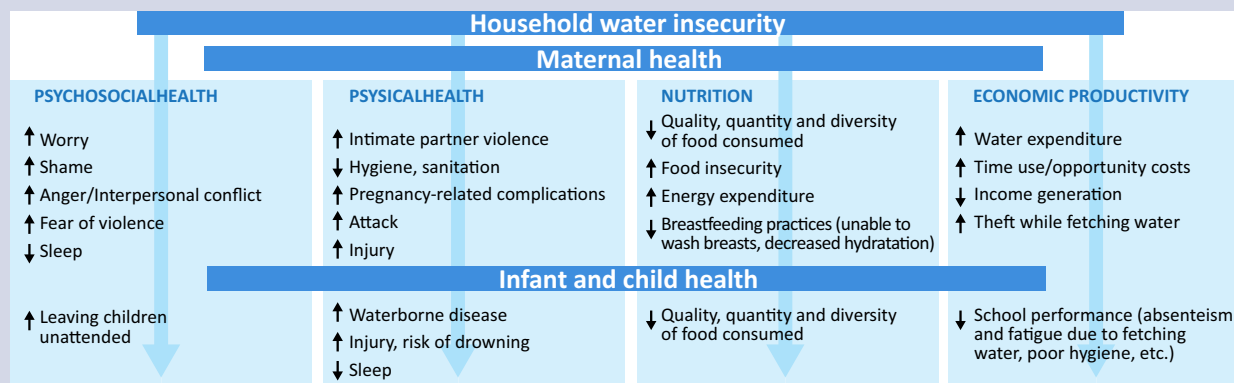 Household water insecurity
Maternal health
PSYCHOSOCIALHEALTH
↑ Worry
↑ Shame
↑ Anger/Interpersonal conflict
↑ Fear of violence
↓ Sleep
PSYSICALHEALTH
↑ Intimate partner violence
↓ Hygiene, sanitation
↑ Pregnancy-related complications
↑ Attack
↑ Injury
NUTRITION
↓ Quality, quantity and diversity
of food consumed
↑ Food insecurity
↑ Energy expenditure
↓ Breastfeeding practices (unable to
wash breasts, decreased hydratation)
ECONOMIC PRODUCTIVITY
↑ Water expenditure
↑ Time use/opportunity costs
↓ Income generation
↑ Theft while fetching water
Infant and child health
↑ Leaving children
unattended
↑ Waterborne disease
↑ Injury, risk of drowning
↓ Sleep
↓ Quality, quantity and diversity
of food consumed
↓ School performance (absenteism
and fatigue due to fetching
water, poor hygiene, etc.)